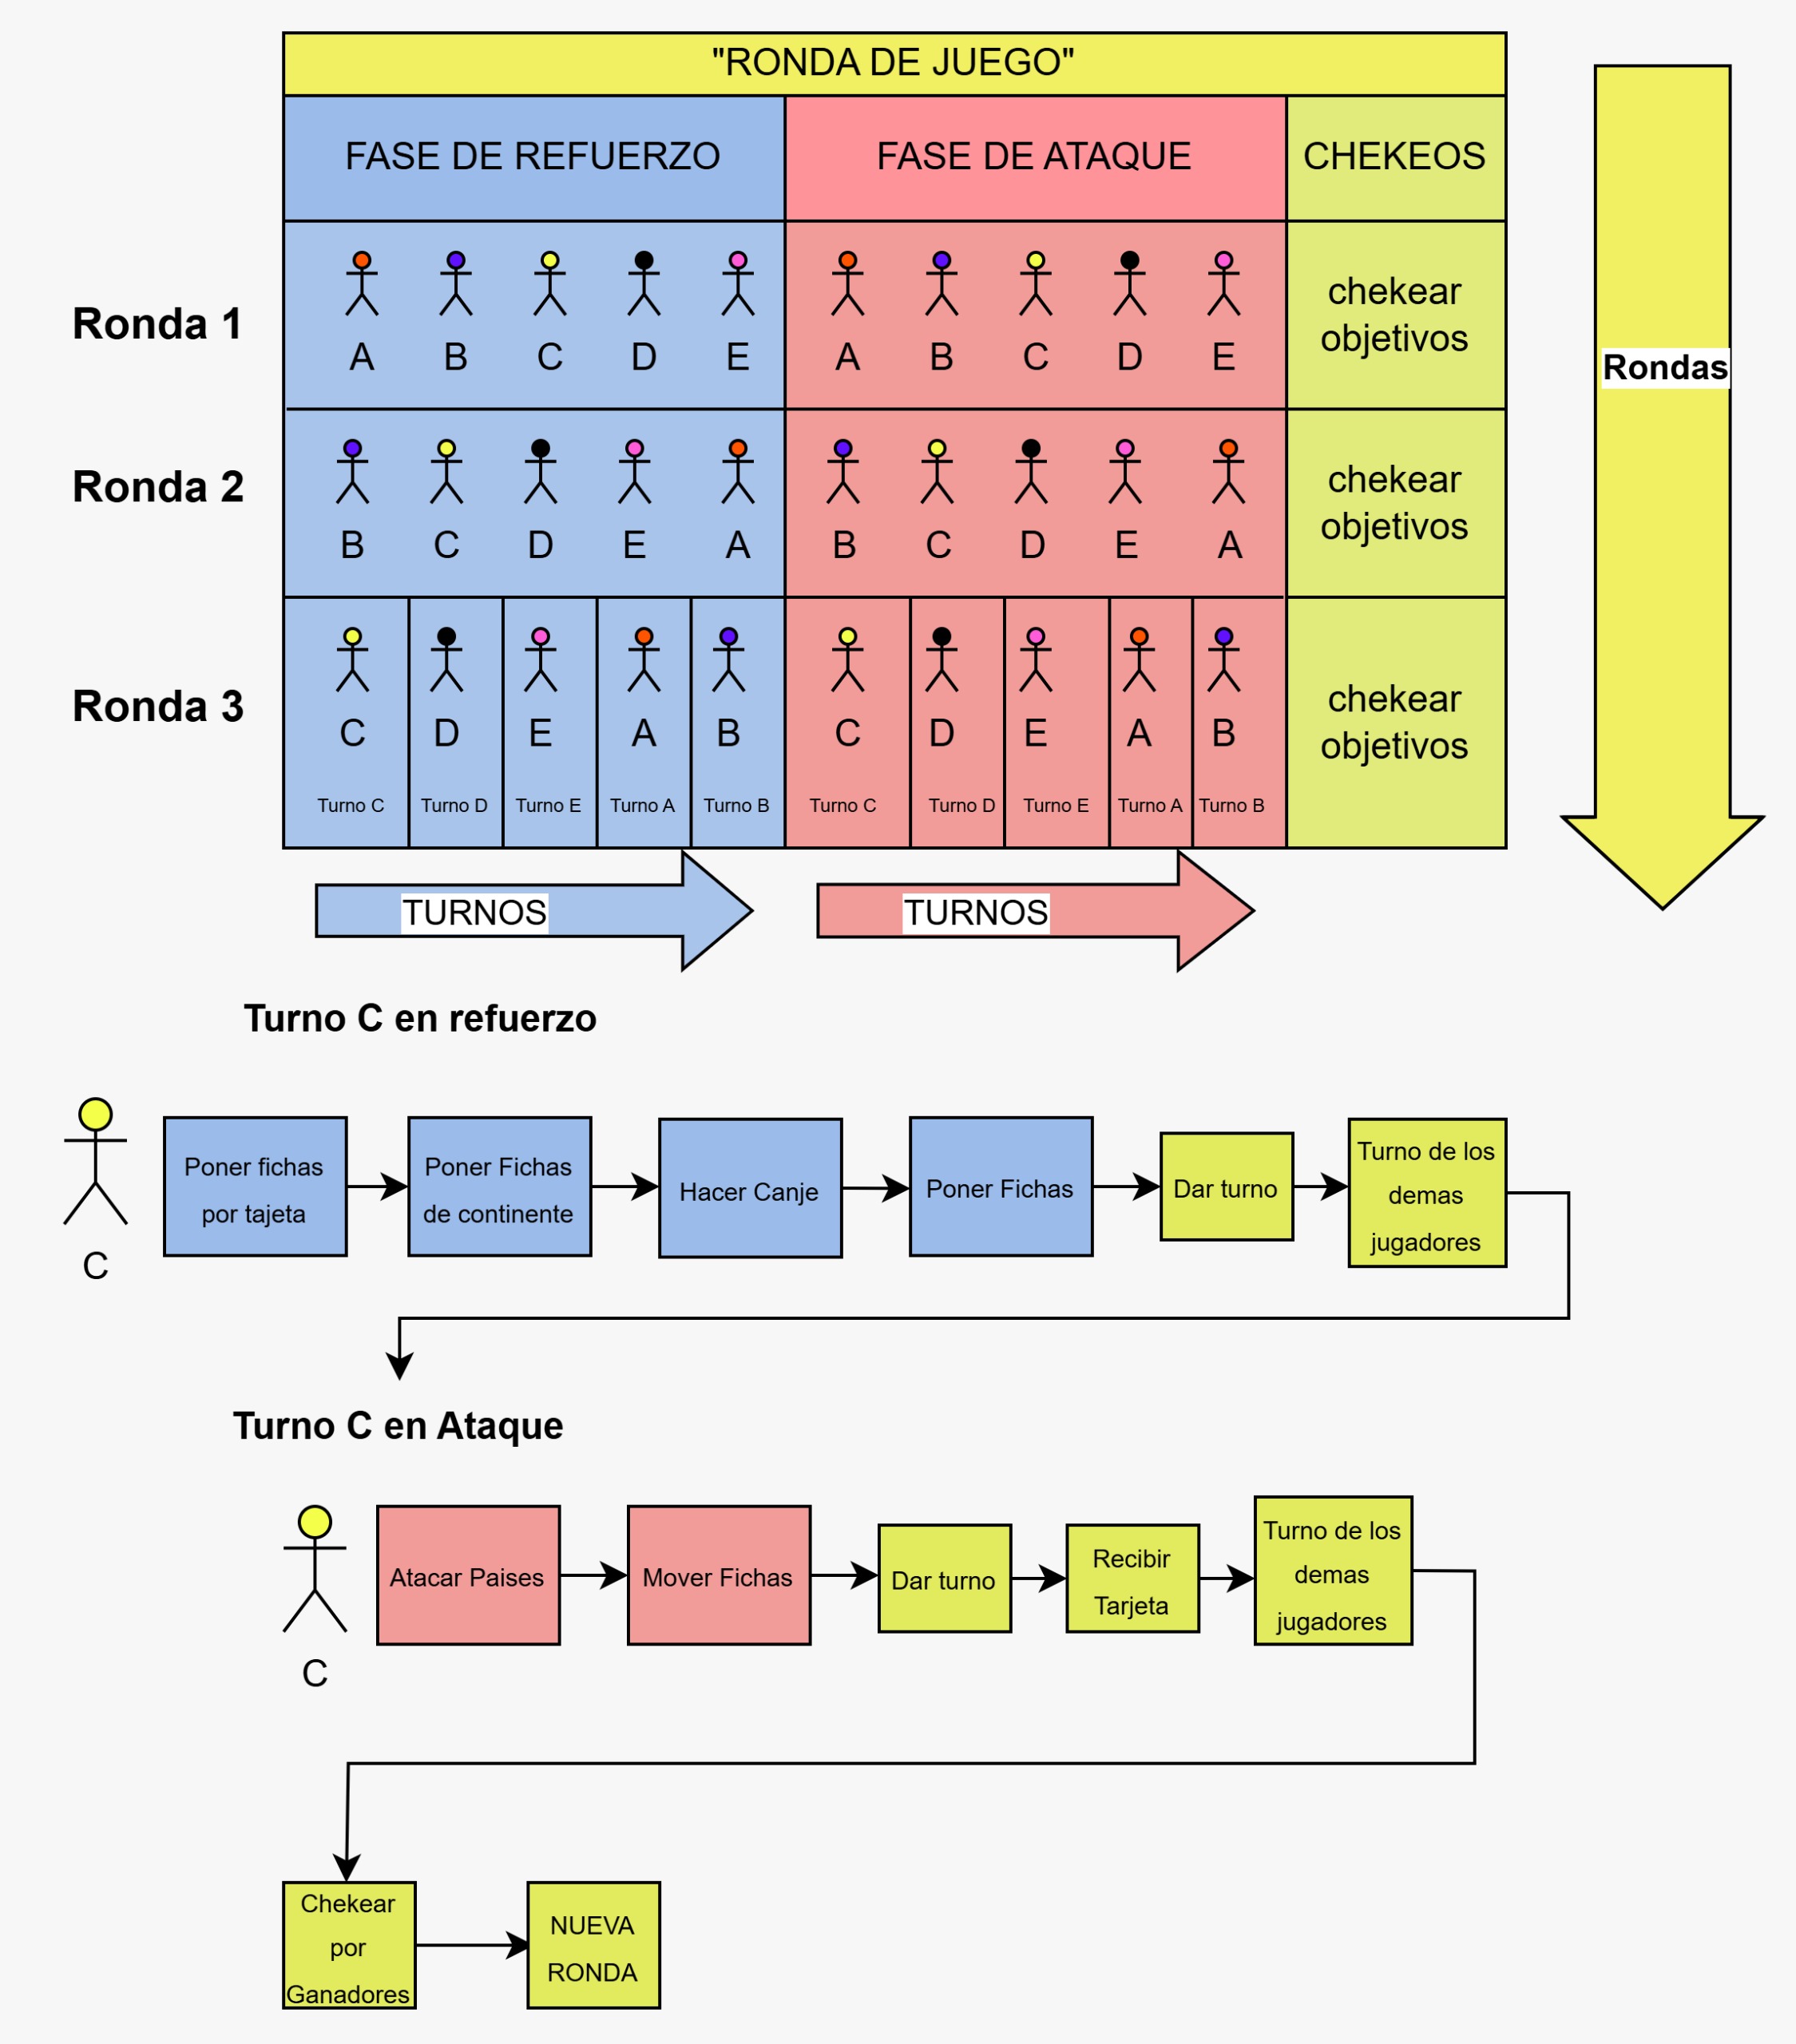 "RONDA DE JUEGO"
FASE DE REFUERZO
FASE DE ATAQUE
CHEKEOS
Ronda 1
A B C D E
A B C D E
chekear
objetivos
Rondas
Ronda 2
B C D E A
B C D E A
chekear
objetivos
Ronda 3
C D E A B
C D E A B
chekear
objetivos
Turno C Turno D Turno E Turno A Turno B
Turno C Turno D Turno E Turno A Turno B
TURNOS
TURNOS
Turno C en refuerzo
C
Poner fichas
por tajeta
Poner Fichas
de continente
Hacer Canje
Poner Fichas
Dar turno
Turno de los
demas
jugadores
Turno C en Ataque
C
Atacar Paises
Mover Fichas
Dar turno
Recibir
Tarjeta
Turno de los
demas
jugadores
Chekear
por
Ganadores
NUEVA
RONDA